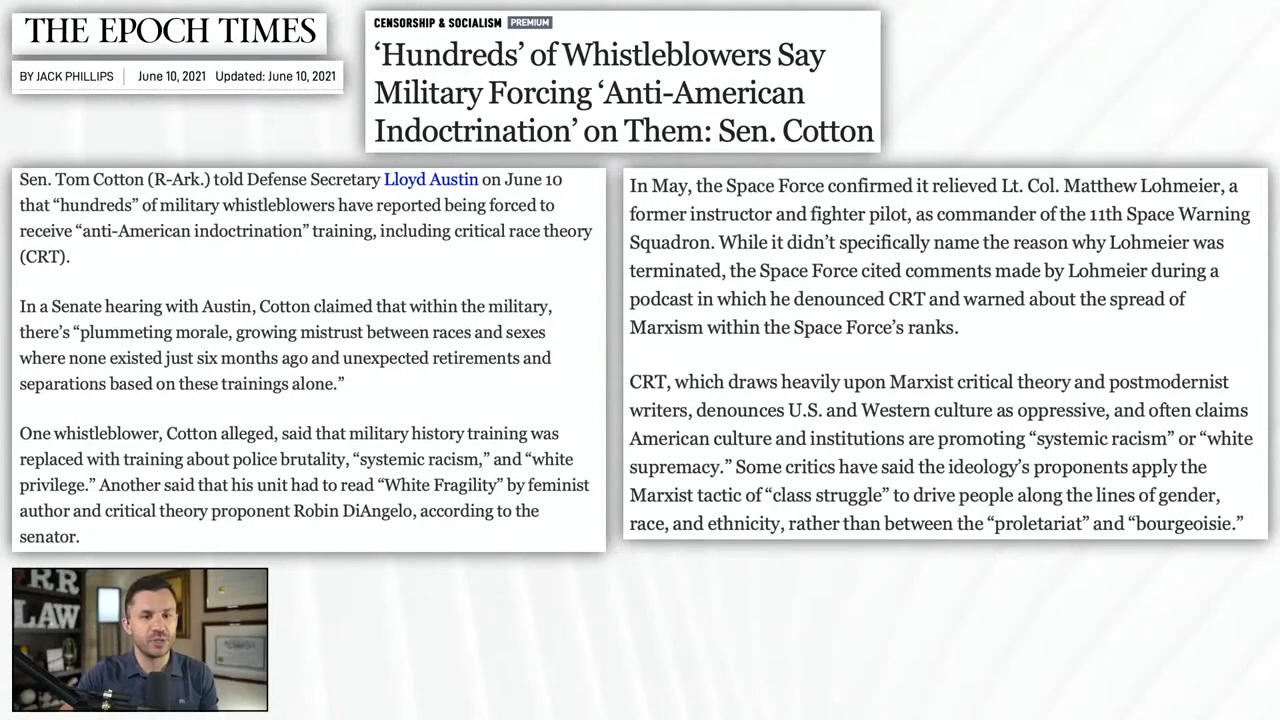 THE EPOCH TIMES
BY JACK PHILLIPS June 10, 2021 Updated: June 10, 2021
CENSORSHIP & SOCIALISM PREMIUM
‘Hundreds’ of Whistleblowers Say
Military Forcing ‘Anti-American
Indoctrination’ on Them: Sen. Cotton
Sen. Tom Cotton (R-Ark.) told Defense Secretary Lloyd Austin on June 10
that “hundreds” of military whistleblowers have reported being forced to
receive “anti-American indoctrination” training, including critical race theory
(CRT).
In a Senate hearing with Austin, Cotton claimed that within the military,
there’s “plummeting morale, growing mistrust between races and sexes
where none existed just six months ago and unexpected retirements and
separations based on these trainings alone.”
One whistleblower, Cotton alleged, said that military history training was
replaced with training about police brutality, “systemic racism,” and “white
privilege.” Another said that his unit had to read “White Fragility” by feminist
author and critical theory proponent Robin DiAngelo, according to the
senator.
In May, the Space Force confirmed it relieved Lt. Col. Matthew Lohmeier, a
former instructor and fighter pilot, as commander of the 11th Space Warning
Squadron. While it didn’t specifically name the reason why Lohmeier was
terminated, the Space Force cited comments made by Lohmeier during a
podcast in which he denounced CRT and warned about the spread of
Marxism within the Space Force’s ranks.
CRT, which draws heavily upon Marxist critical theory and postmodernist
writers, denounces U.S. and Western culture as oppressive, and often claims
American culture and institutions are promoting “systemic racism” or “white
supremacy.” Some critics have said the ideology’s proponents apply the
Marxist tactic of “class struggle” to drive people along the lines of gender,
race, and ethnicity, rather than between the “proletariat” and “bourgeoisie.”
RR
LAW